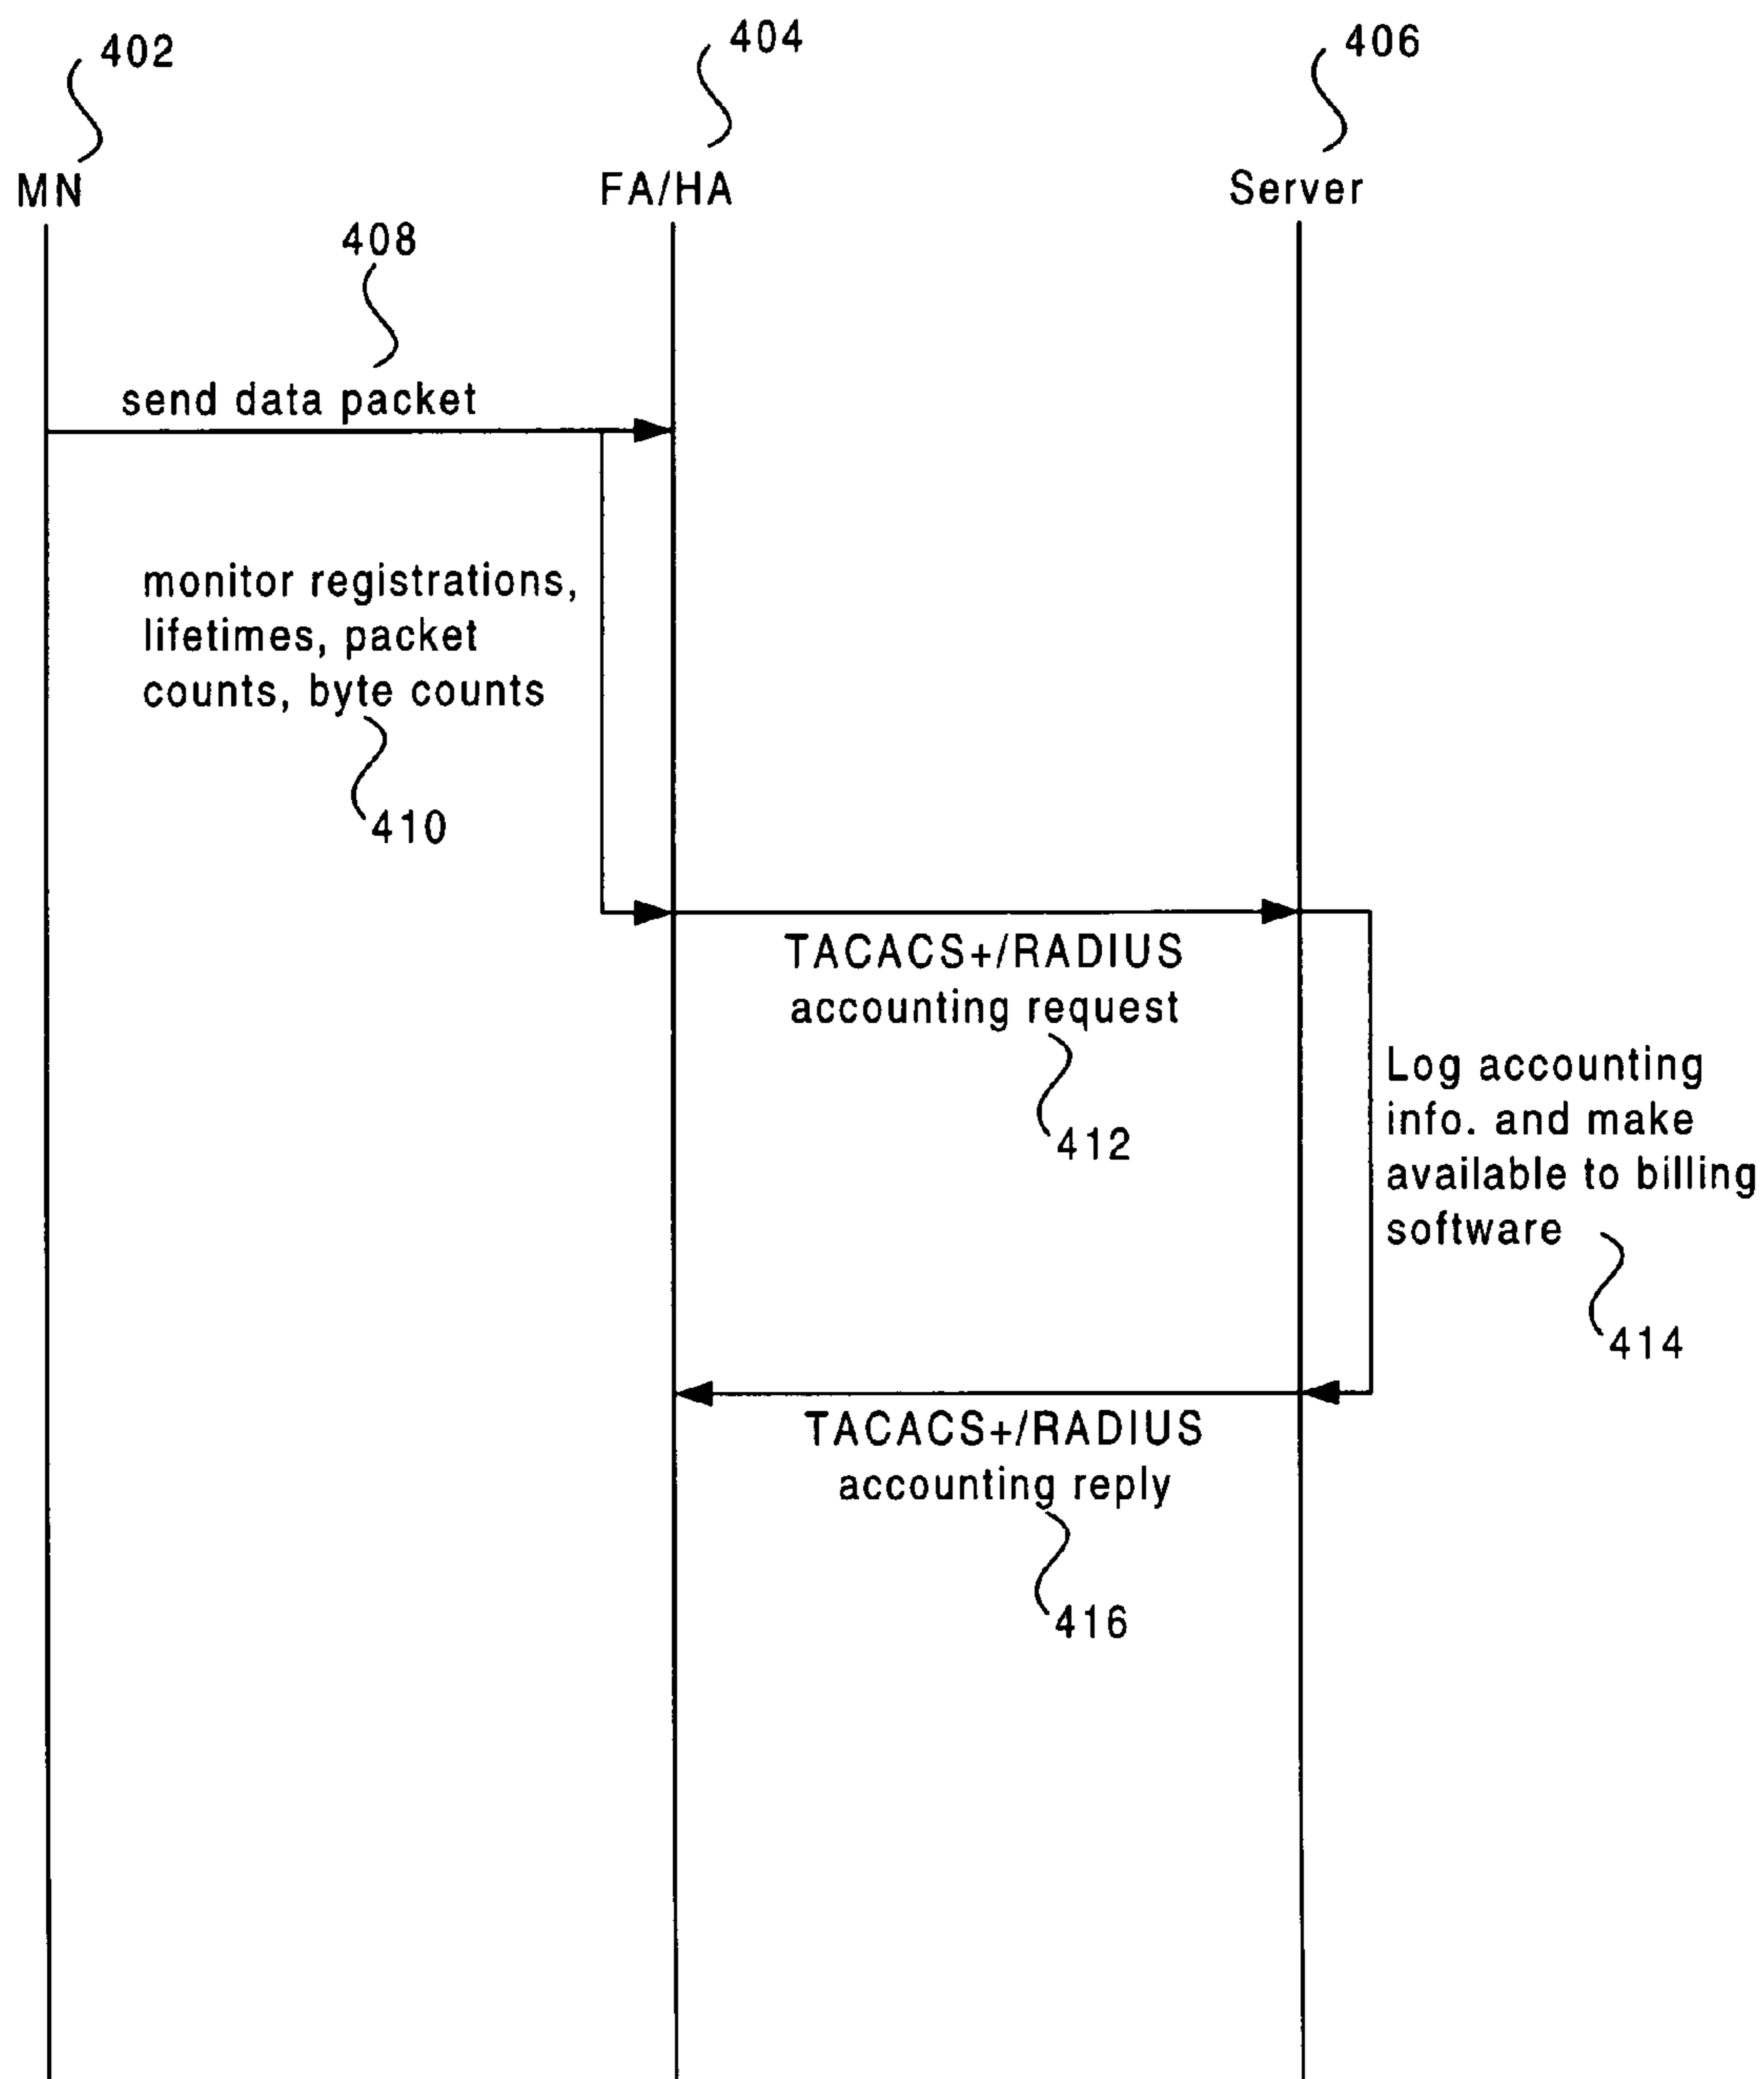 402
404
406
MN
FA/HA
Server
408
send data packet
monitor registrations,
lifetimes, packet
counts, byte counts
410
TACACS+/RADIUS
accounting request
412
Log accounting
info. and make
available to billing
software
414
TACACS+/RADIUS
accounting reply
416